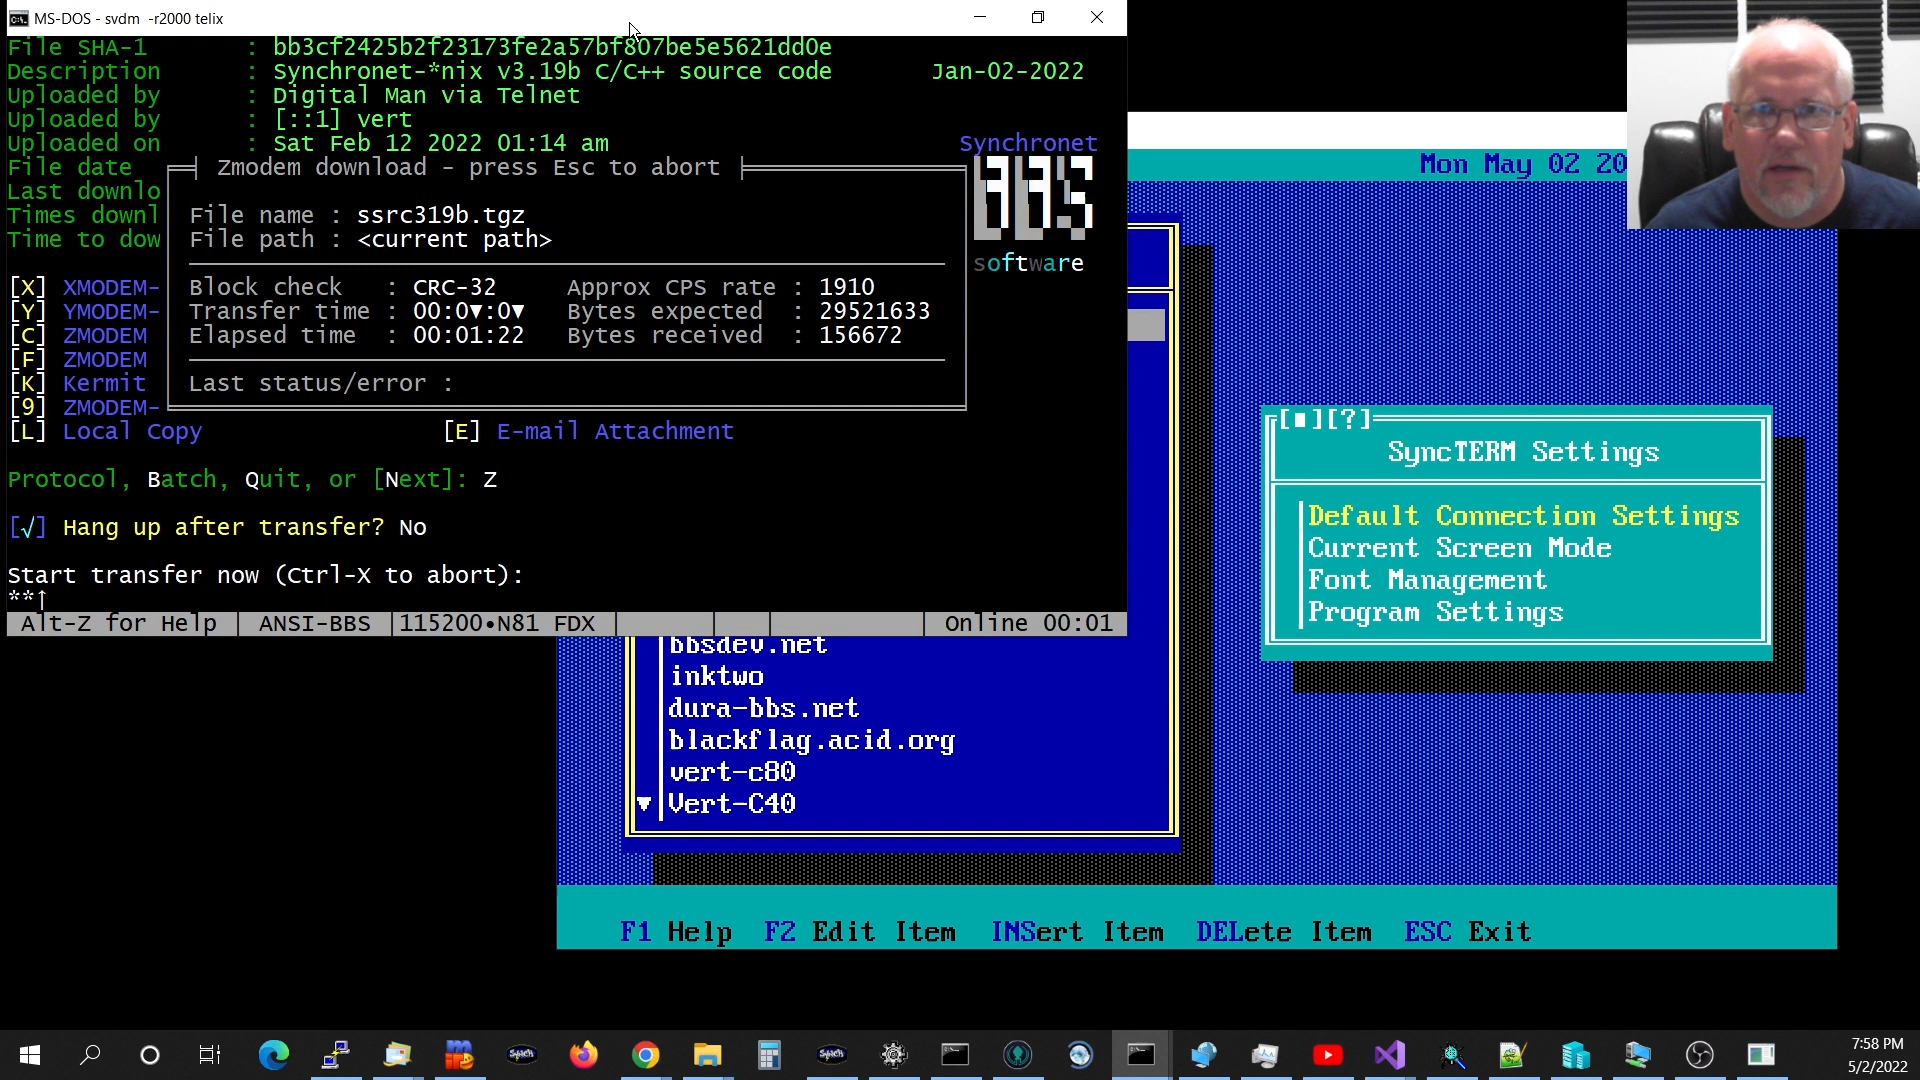 MS-DOS - svdm  -r2000 telix
File SHA-1 : bb3cf2425b2f23173fe2a57bf807be5e5621dd0e
Description : Synchronet-*nix v3.19b C/C++ source code Jan-02-2022
Uploaded by : Digital Man via Telnet
Uploaded by : [::1] vert
Uploaded on : Sat Feb 12 2022 01:14 am
Synchronet
BBS
software
File date
Last downlo
Times downl
Time to dow
Zmodem download - press Esc to abort
File name : ssrc319b.tgz
File path : <current path>
Block check : CRC-32 Approx CPS rate : 1910
Transfer time : 00:0▼:0▼ Bytes expected : 29521633
Elapsed time : 00:01:22 Bytes received : 156672
Last status/error :
[X] XMODEM-
[Y] YMODEM-
[C] ZMODEM
[F] ZMODEM
[K] Kermit
[9] ZMODEM-
[L] Local Copy [E] E-mail Attachment
Protocol, Batch, Quit, or [Next]: Z
[√] Hang up after transfer? No
Start transfer now (Ctrl-X to abort):
**↑
Alt-Z for Help | ANSI-BBS | 115200•N81 FDX | Online 00:01
Mon May 02 20
bbsdev.net
inktwo
dura-bbs.net
blackflag.acid.org
vert-c80
▼ Vert-C40
[■][?]
SyncTERM Settings
Default Connection Settings
Current Screen Mode
Font Management
Program Settings
F1 Help F2 Edit Item INSert Item DELete Item ESC Exit
7:58 PM
5/2/2022